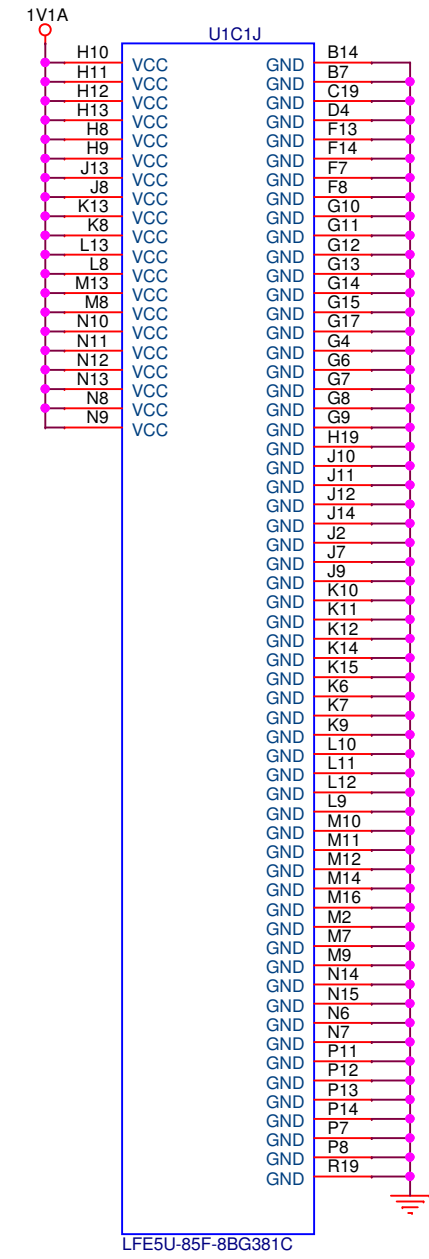 1V1A
U1C1J
H10 VCC GND B14
H11 VCC GND B7
H12 VCC GND C19
H13 VCC GND D4
H8 VCC GND F13
H9 VCC GND F14
J13 VCC GND F7
J8 VCC GND F8
K13 VCC GND G10
K8 VCC GND G11
L13 VCC GND G12
L8 VCC GND G13
M13 VCC GND G14
M8 VCC GND G15
N10 VCC GND G17
N11 VCC GND G4
N12 VCC GND G6
N13 VCC GND G7
N8 VCC GND G8
N9 VCC GND G9
GND H19
GND J10
GND J11
GND J12
GND J14
GND J2
GND J7
GND J9
GND K10
GND K11
GND K12
GND K14
GND K15
GND K6
GND K7
GND K9
GND L10
GND L11
GND L12
GND L9
GND M10
GND M11
GND M12
GND M14
GND M16
GND M2
GND M7
GND M9
GND N14
GND N15
GND N6
GND N7
GND P11
GND P12
GND P13
GND P14
GND P7
GND P8
GND R19
LFE5U-85F-8BG381C